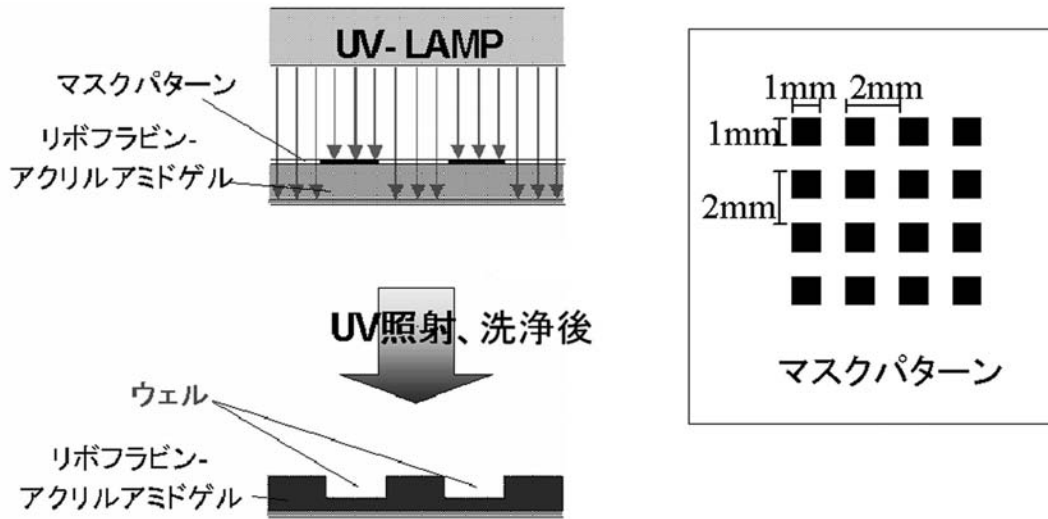 UV- LAMP
マスクパターン
リボフラビン-
アクリルアミドゲル
UV照射、洗浄後
ウェル
リボフラビン-
アクリルアミドゲル
1mm 2mm
1mm
2mm
マスクパターン